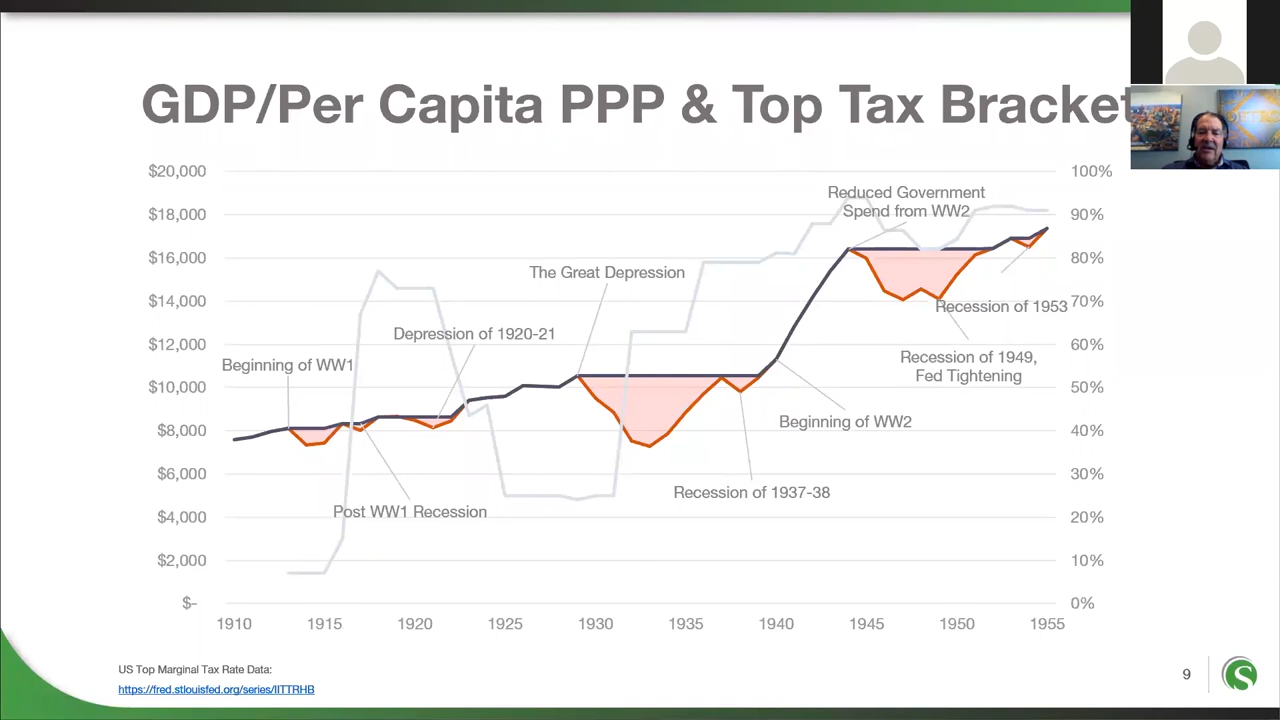 GDP/Per Capita PPP & Top Tax Bracket
$20,000
$18,000
$16,000
$14,000
$12,000
$10,000
$8,000
$6,000
$4,000
$2,000
$-
100%
90%
80%
70%
60%
50%
40%
30%
20%
10%
0%
Reduced Government
Spend from WW2
The Great Depression
Recession of 1953
Depression of 1920-21
Recession of 1949,
Fed Tightening
Beginning of WW1
Beginning of WW2
Recession of 1937-38
Post WW1 Recession
1910
1915
1920
1925
1930
1935
1940
1945
1950
1955
US Top Marginal Tax Rate Data:
https://fred.stlouisfed.org/series/IITTRHB
9
S